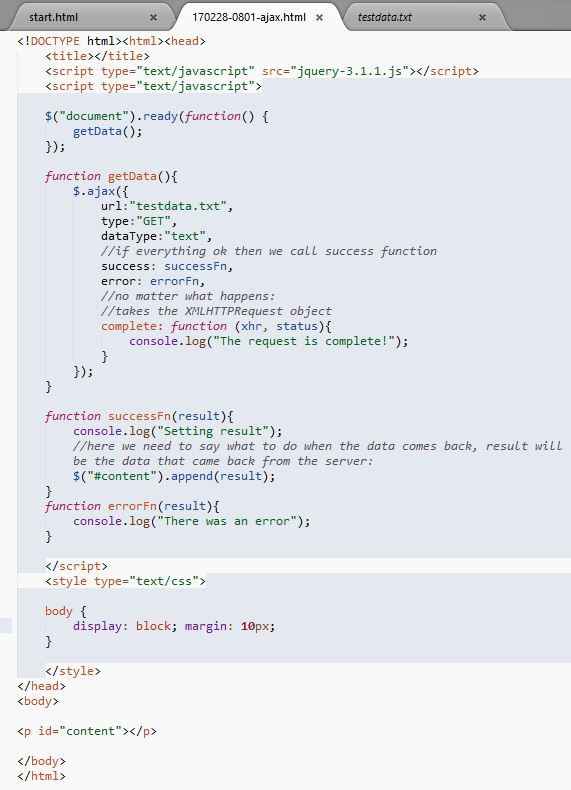 start.html × 170228-0801-ajax.html × testdata.txt ×
<!DOCTYPE html><html><head>
    <title></title>
    <script type="text/javascript" src="jquery-3.1.1.js"></script>
    <script type="text/javascript">

    $("document").ready(function() {
        getData();
    });

    function getData(){
        $.ajax({
            url:"testdata.txt",
            type:"GET",
            dataType:"text",
            //if everything ok then we call success function
            success: successFn,
            error: errorFn,
            //no matter what happens:
            //takes the XMLHTTPRequest object
            complete: function (xhr, status){
                console.log("The request is complete!");
            }
        });
    }

    function successFn(result){
        console.log("Setting result");
        //here we need to say what to do when the data comes back, result will
        be the data that came back from the server:
        $("#content").append(result);
    }
    function errorFn(result){
        console.log("There was an error");
    }

    </script>
    <style type="text/css">

    body {
        display: block; margin: 10px;
    }

    </style>
</head>
<body>

<p id="content"></p>

</body>
</html>